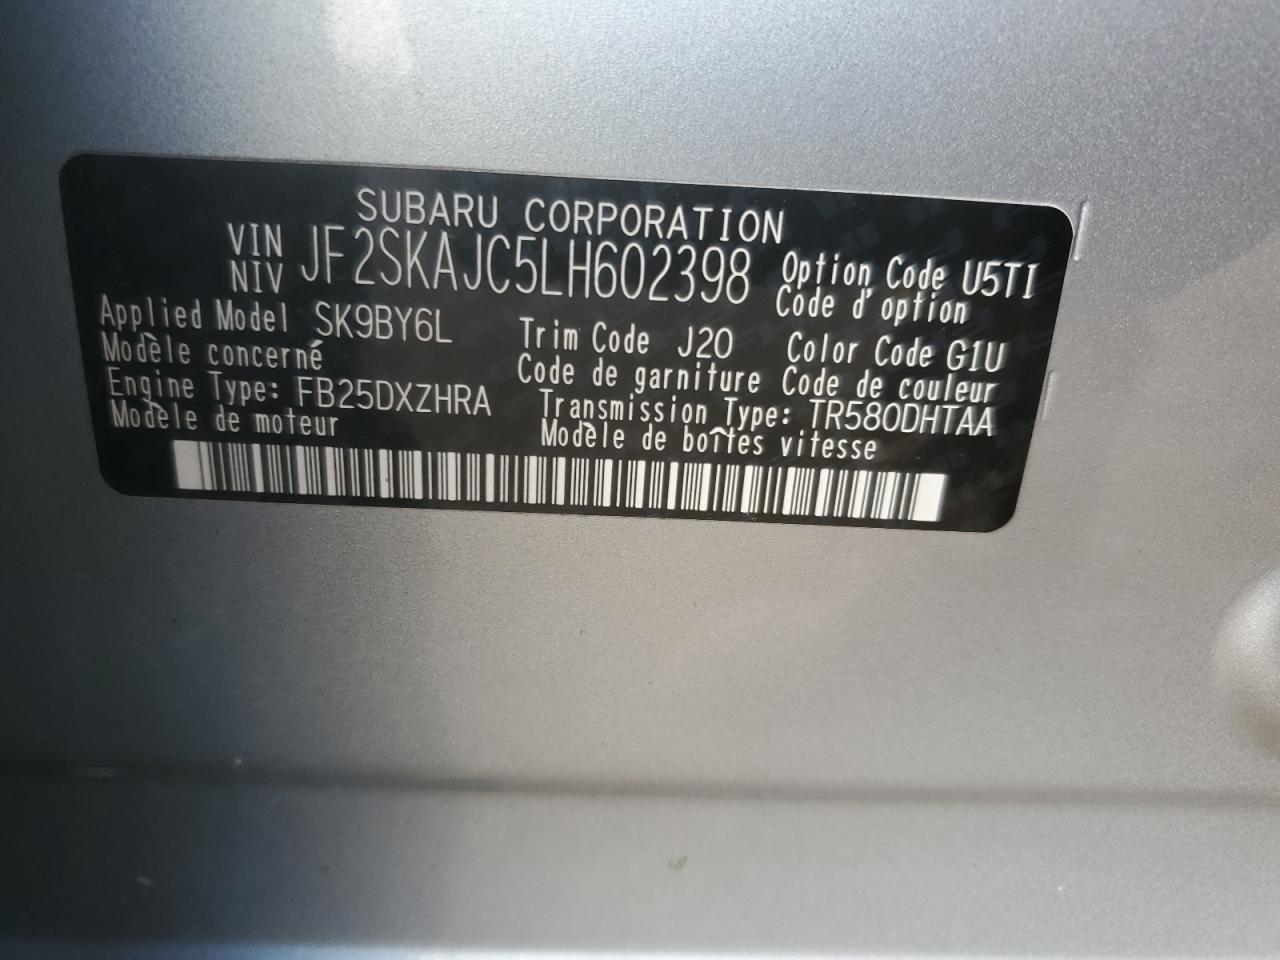 SUBARU CORPORATION
VIN JF2SKAJC5LH602398
NIV
Option Code U5TI
Code d'option
Applied Model SK9BY6L
Modèle concerné
Trim Code J20
Code de garniture
Color Code G1U
Code de couleur
Engine Type: FB25DXZHRA
Modèle de moteur
Transmission Type: TR580DHTAA
Modèle de boîtes vitesse